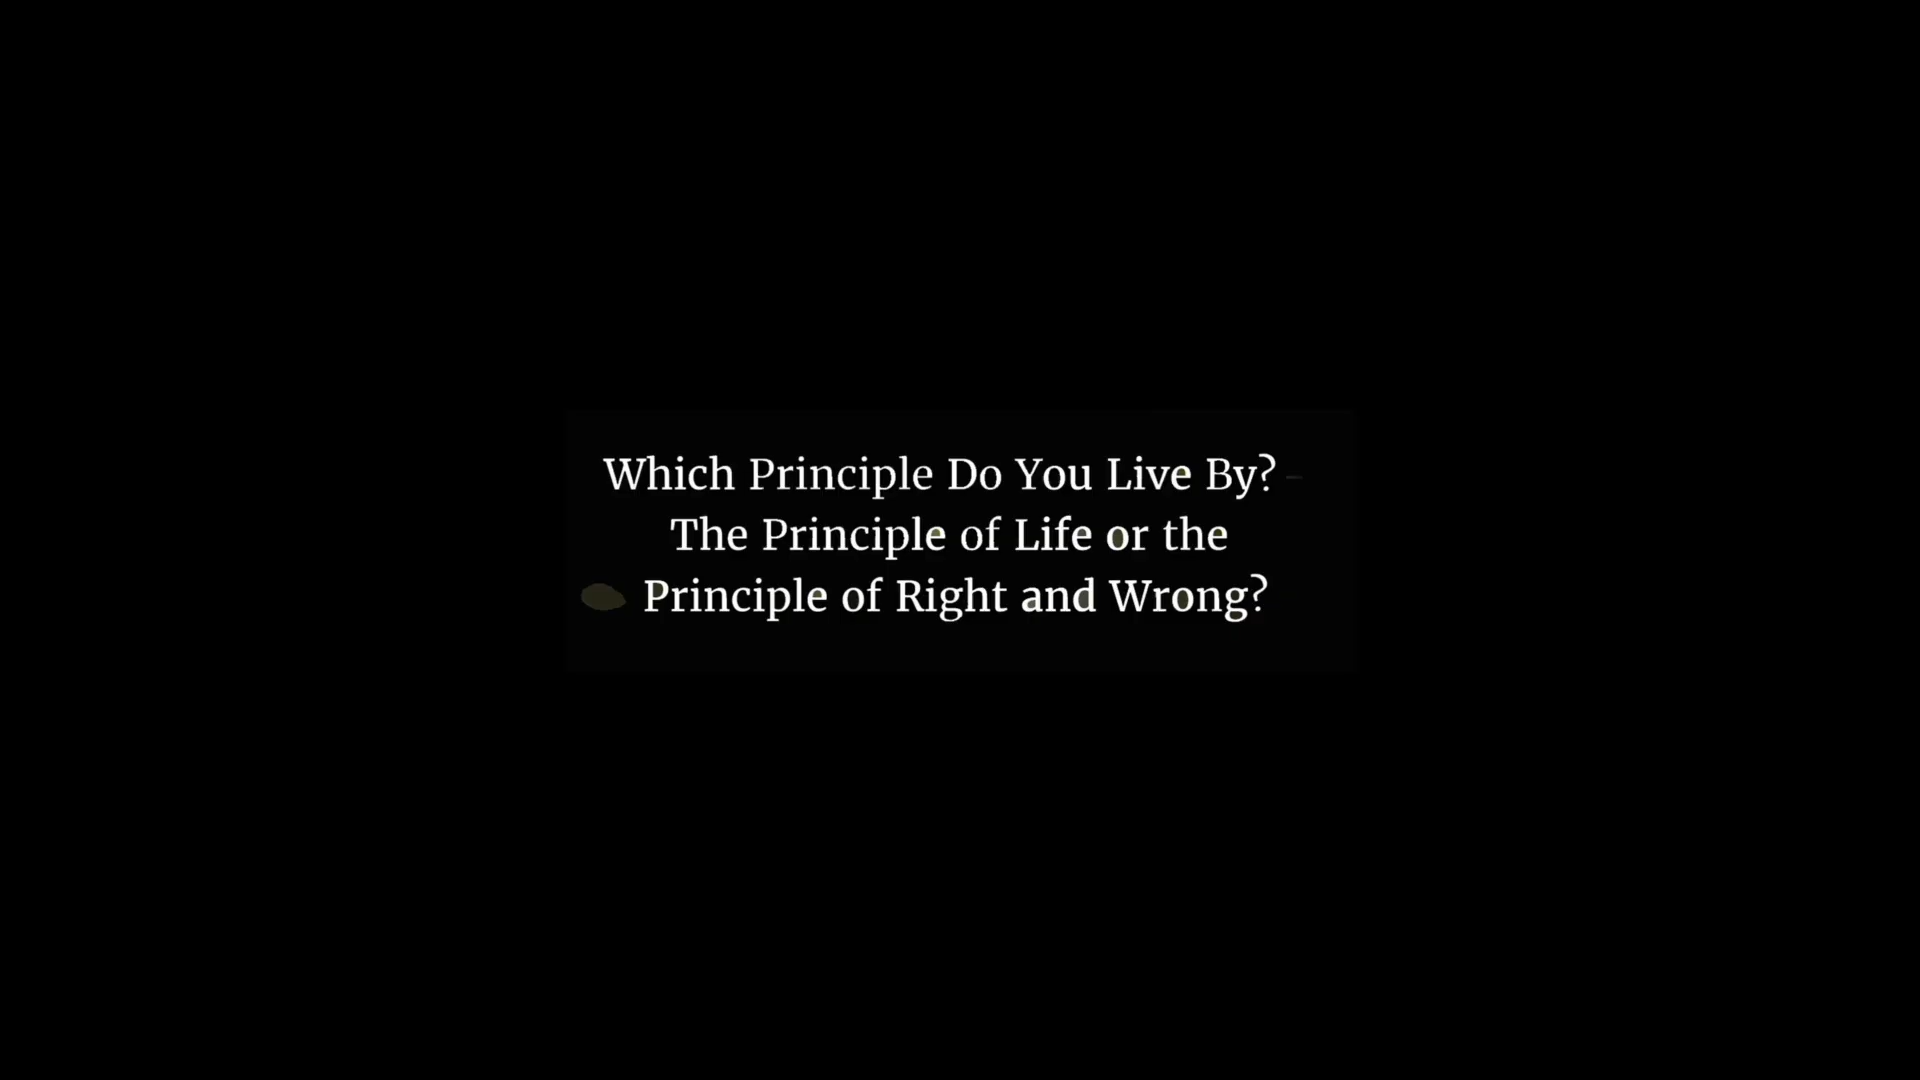 Which Principle Do You Live By?
The Principle of Life or the
Principle of Right and Wrong?